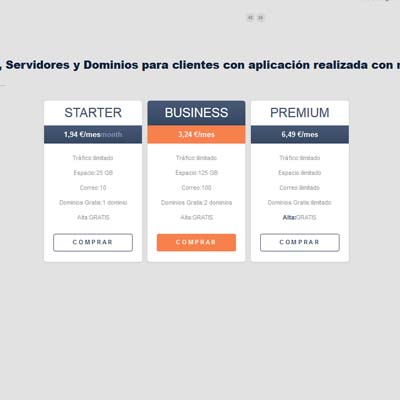 , Servidores y Dominios para clientes con aplicación realizada con
STARTER
1,94 €/mesmonth
Tráfico:ilimitado
Espacio:25 GB
Correo:10
Dominios Gratis:1 dominio
Alta:GRATIS
COMPRAR
BUSINESS
3,24 €/mes
Tráfico:ilimitado
Espacio:125 GB
Correo:100
Dominios Gratis:2 dominios
Alta:GRATIS
COMPRAR
PREMIUM
6,49 €/mes
Tráfico:ilimitado
Espacio:ilimitado
Correo:ilimitado
Dominios Gratis:ilimitado
Alta:GRATIS
COMPRAR